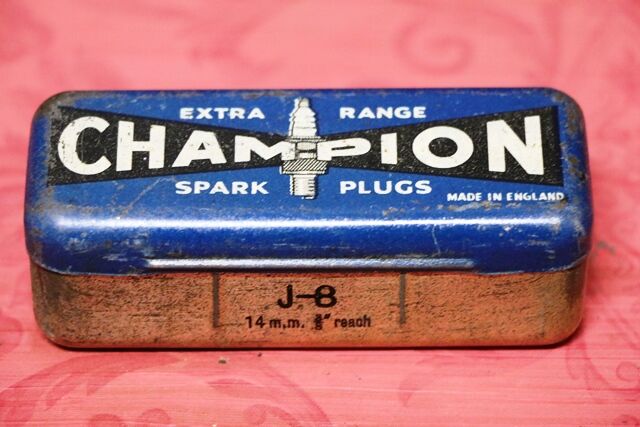 EXTRA RANGE
CHAMPION
SPARK PLUGS
MADE IN ENGLAND
J-8
14 m.m. 3/8" reach